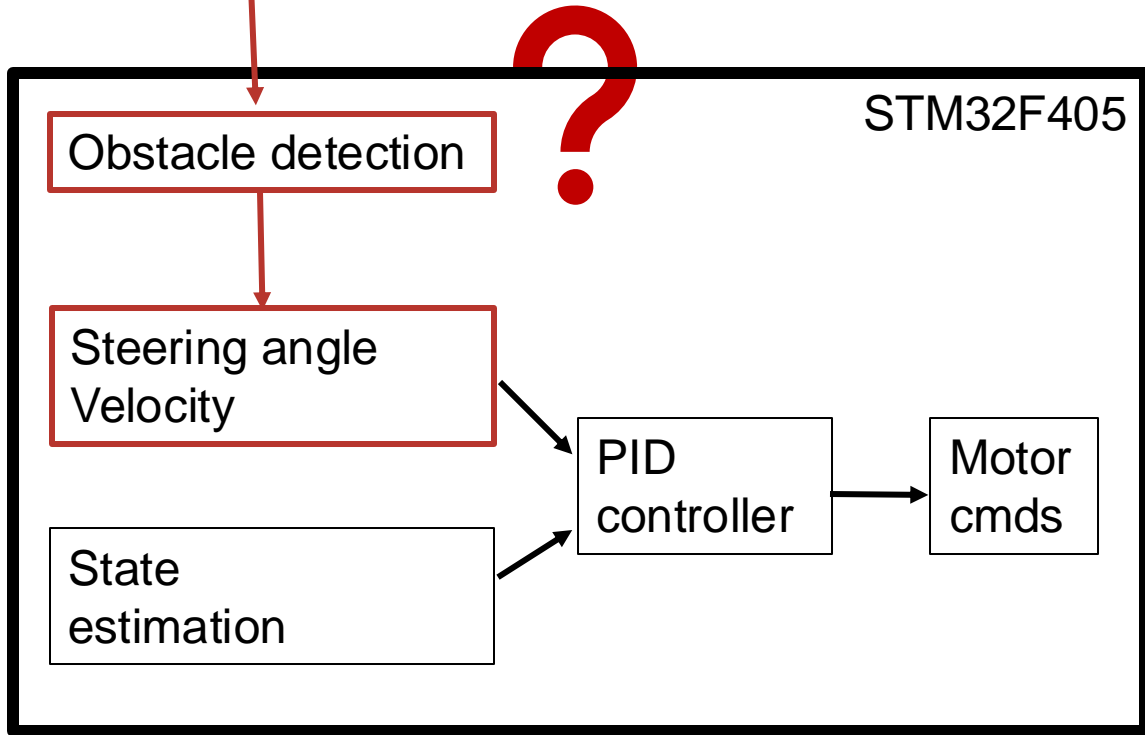 ?
STM32F405
Obstacle detection
Steering angle
Velocity
PID
controller
Motor
cmds
State
estimation